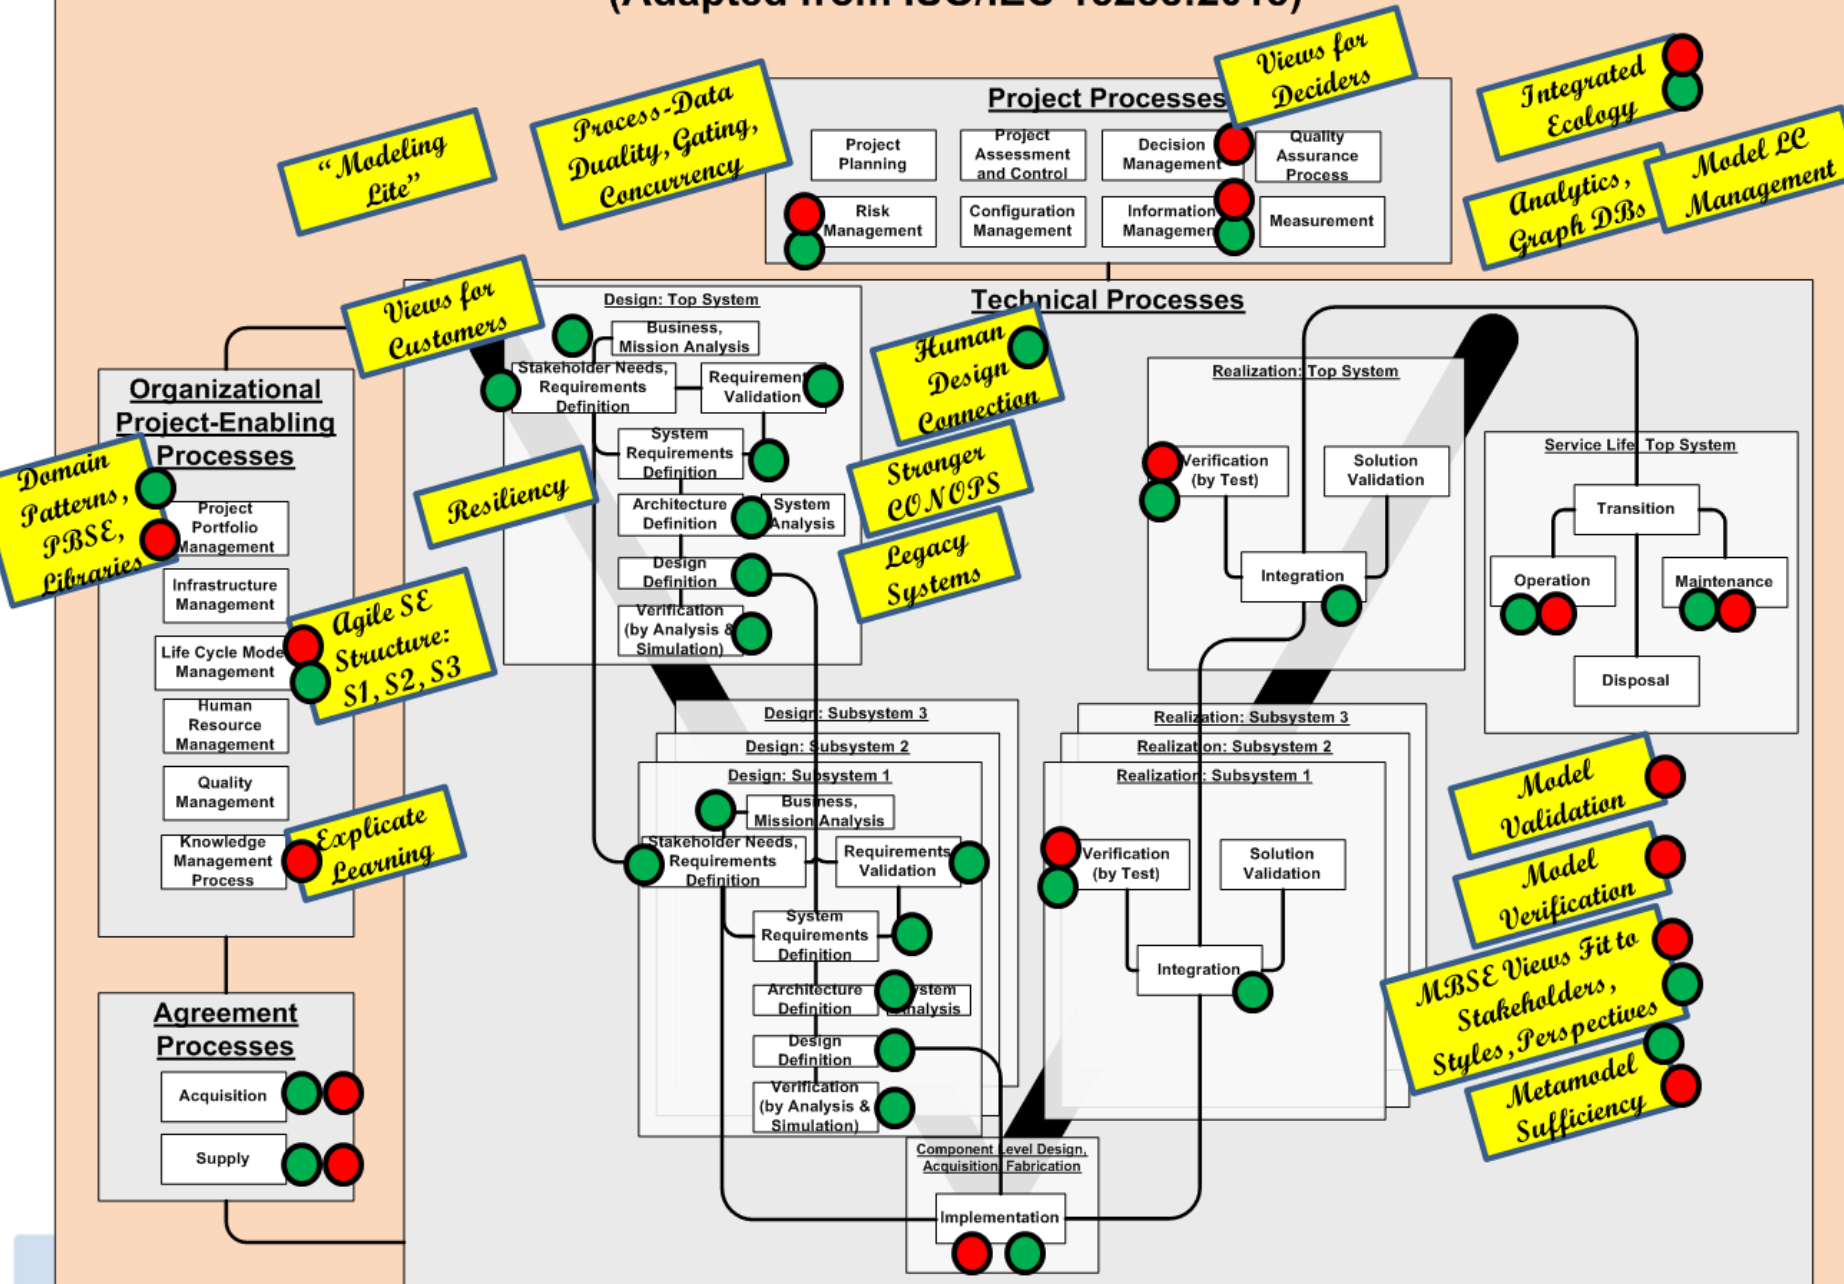 (Adapted from ISO/IEC 15288:2015)
Views for
Deciders
Integrated
Ecology
Process-Data
Duality, Gating,
Concurrency
“Modeling
Lite”
Project Processes
Project
Planning
Project
Assessment
and Control
Decision
Management
Quality
Assurance
Process
Risk
Management
Configuration
Management
Information
Management
Measurement
Model LC
Management
Analytics,
Graph DBs
Views for
Customers
Technical Processes
Design: Top System
Business,
Mission Analysis
Stakeholder Needs,
Requirements
Definition
Requirement
Validation
System
Requirements
Definition
Architecture
Definition
System
Analysis
Design
Definition
Verification
(by Analysis &
Simulation)
Human
Design
Connection
Stronger
CONOPS
Legacy
Systems
Resiliency
Realization: Top System
Verification
(by Test)
Solution
Validation
Integration
Service Life: Top System
Transition
Operation
Maintenance
Disposal
Organizational
Project-Enabling
Processes
Domain
Patterns,
PBSE,
Libraries
Project
Portfolio
Management
Infrastructure
Management
Life Cycle Mode
Management
Human
Resource
Management
Quality
Management
Knowledge
Management
Process
Agile SE
Structure:
S1, S2, S3
Explicate
Learning
Agreement
Processes
Acquisition
Supply
Design: Subsystem 3
Design: Subsystem 2
Design: Subsystem 1
Business,
Mission Analysis
Stakeholder Needs,
Requirements
Definition
Requirements
Validation
System
Requirements
Definition
Architecture
Definition
ystem
Analysis
Design
Definition
Verification
(by Analysis &
Simulation)
Realization: Subsystem 3
Realization: Subsystem 2
Realization: Subsystem 1
Verification
(by Test)
Solution
Validation
Integration
Component Level Design,
Acquisition, Fabrication
Implementation
Model
Validation
Model
Verification
MBSE Views Fit to
Stakeholders,
Styles, Perspectives
Metamodel
Sufficiency